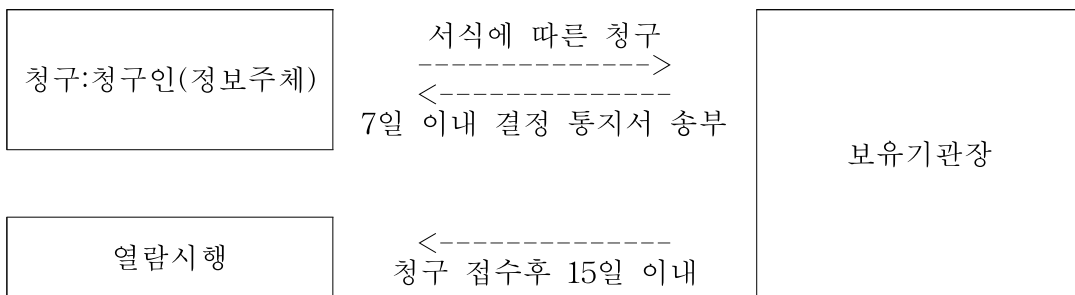 서식에 따른 청구
청구:청구인(정보주체)
-------------->
<--------------
7일 이내 결정 통지서 송부
보유기관장
열람시행
<--------------
청구 접수후 15일 이내